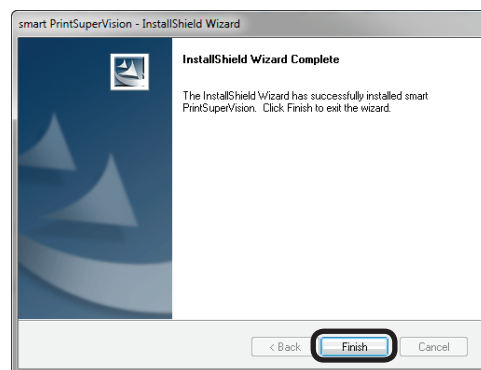 smart PrintSuperVision - InstallShield Wizard
InstallShield Wizard Complete
The InstallShield Wizard has successfully installed smart
PrintSuperVision. Click Finish to exit the wizard.
< Back
Finish
Cancel